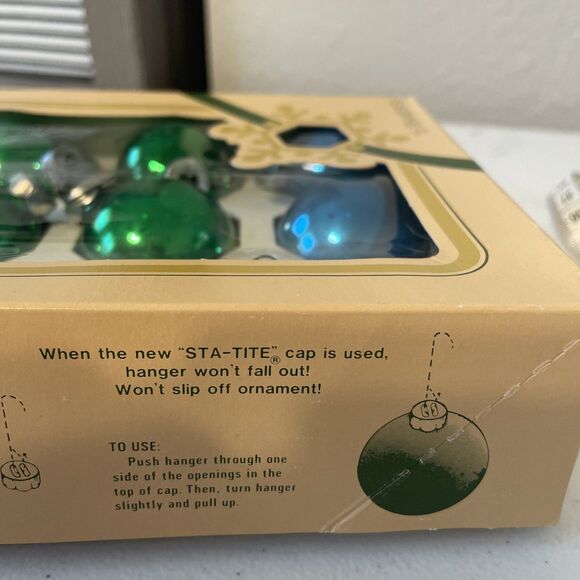 When the new "STA-TITE"® cap is used,
hanger won't fall out!
Won't slip off ornament!
TO USE:
Push hanger through one
side of the openings in the
top of cap. Then, turn hanger
slightly and pull up.